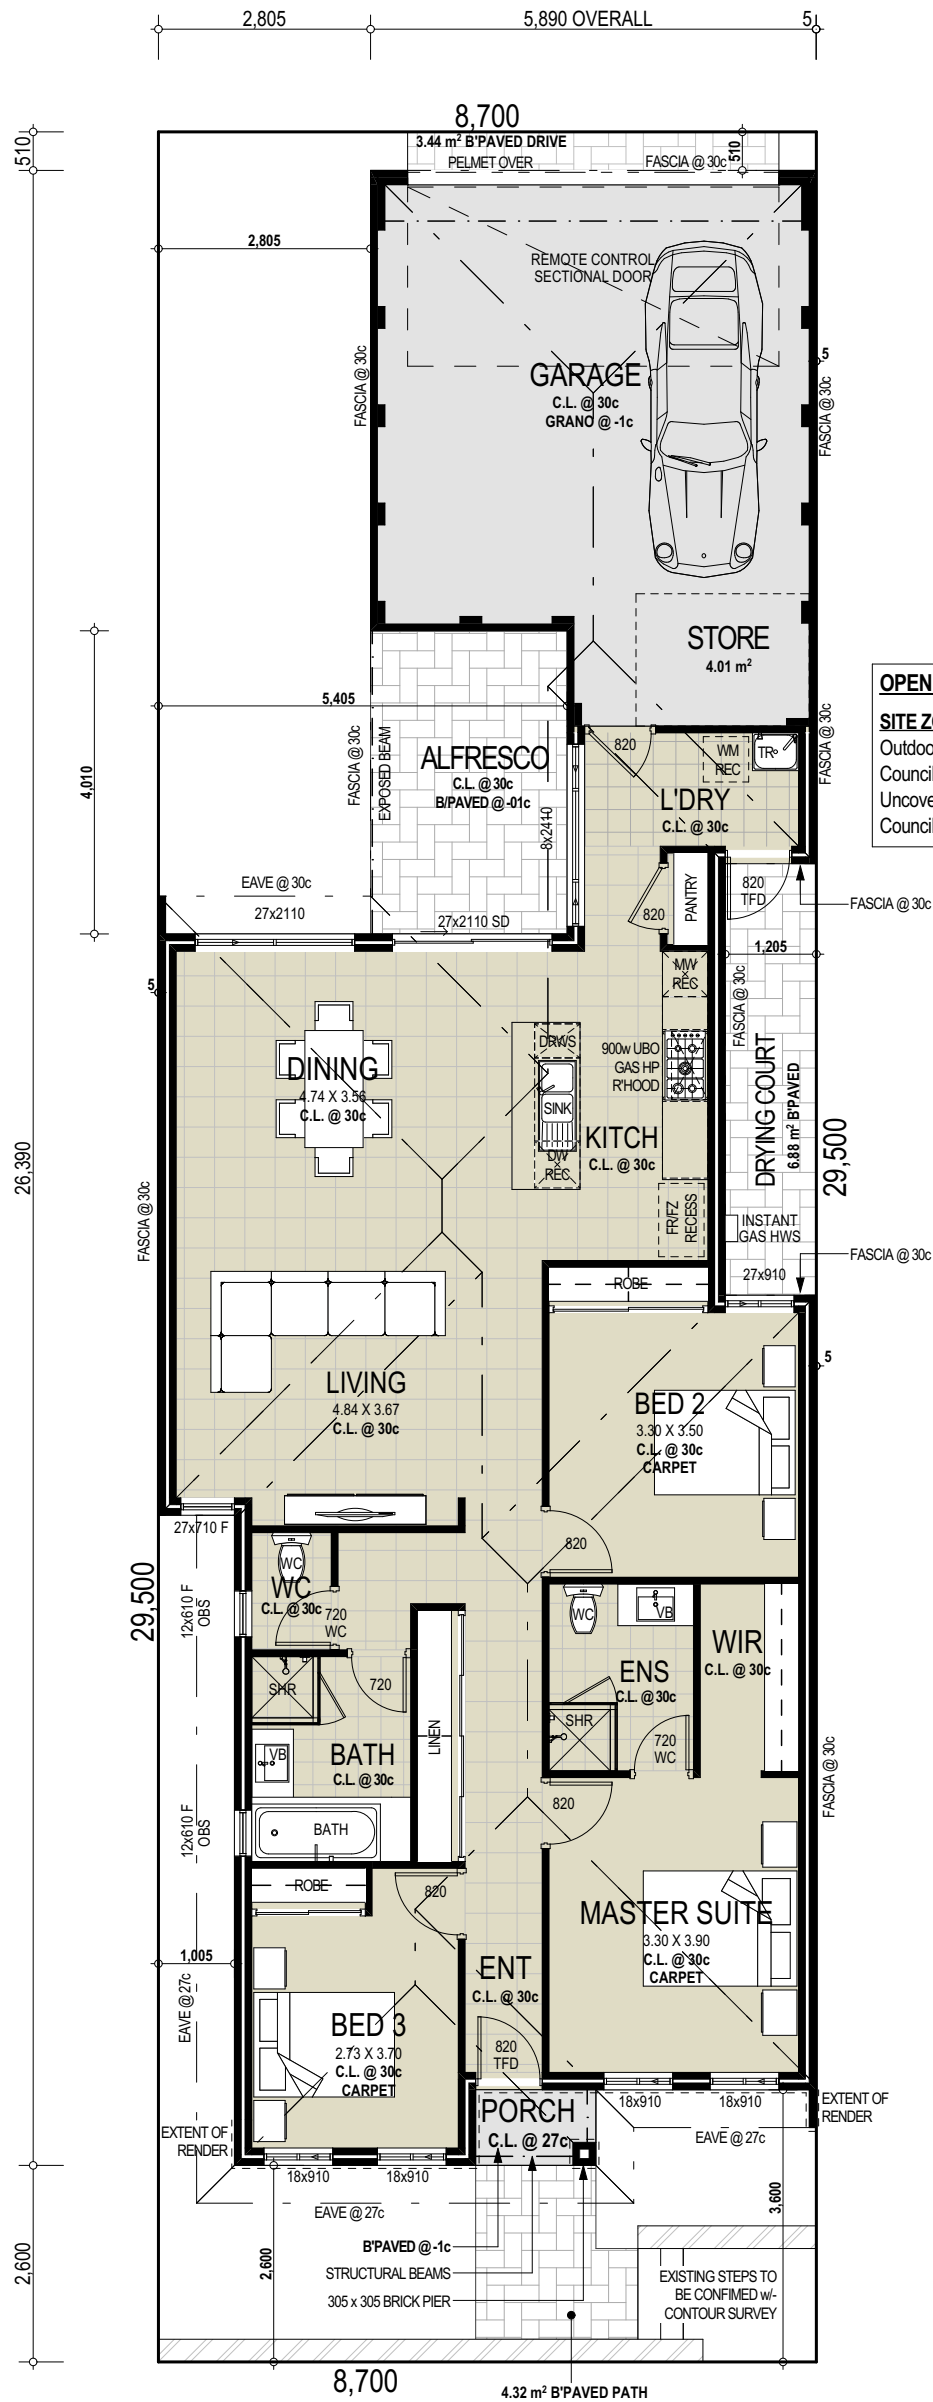 2,805
5,890 OVERALL
5
8,700
510
3.44 m² B'PAVED DRIVE
PELMET OVER
FASCIA @ 30c
510
2,805
REMOTE CONTROL
SECTIONAL DOOR
FASCIA @ 30c
GARAGE
C.L. @ 30c
GRANO @ -1c
5
FASCIA @ 30c
STORE
4.01 m²
5,405
4,010
FASCIA @ 30c
EXPOSED BEAM
ALFRESCO
C.L. @ 30c
B/PAVED @ -01c
8x2410
820
WM
REC
TR
L'DRY
C.L. @ 30c
FASCIA @ 30c
OPEN
SITE Z
Outdoo
Council
Uncove
Council
EAVE @ 30c
27x2110
27x2110 SD
820
PANTRY
820
TFD
FASCIA @ 30c
1,205
5
MW
REC
DRWS
900w UBO
GAS HP
R'HOOD
FASCIA @ 30c
DINING
4.74 X 3.56
C.L. @ 30c
SINK
KITCH
C.L. @ 30c
DW
REC
DRYING COURT
6.88 m² B'PAVED
26,390
29,500
FASCIA @ 30c
FR/FZ
RECESS
INSTANT
GAS HWS
FASCIA @ 30c
27x910
ROBE
5
LIVING
4.84 X 3.67
C.L. @ 30c
BED 2
3.30 X 3.50
C.L. @ 30c
CARPET
27x710 F
820
29,500
12x610 F
OBS
WC
WC
C.L. @ 30c
720
WC
WC
VB
WIR
C.L. @ 30c
ENS
C.L. @ 30c
SHR
720
SHR
720
WC
LINEN
VB
BATH
C.L. @ 30c
FASCIA @ 30c
12x610 F
OBS
BATH
820
ROBE
820
MASTER SUITE
3.30 X 3.90
C.L. @ 30c
CARPET
1,005
EAVE @ 27c
ENT
C.L. @ 30c
BED 3
2.73 X 3.70
C.L. @ 30c
CARPET
820
TFD
EXTENT OF
RENDER
PORCH
C.L. @ 27c
18x910
18x910
EXTENT OF
RENDER
EAVE @ 27c
18x910
18x910
EAVE @ 27c
3,600
2,600
2,600
B'PAVED @ -1c
STRUCTURAL BEAMS
305 x 305 BRICK PIER
EXISTING STEPS TO
BE CONFIMED w/-
CONTOUR SURVEY
8,700
4.32 m² B'PAVED PATH